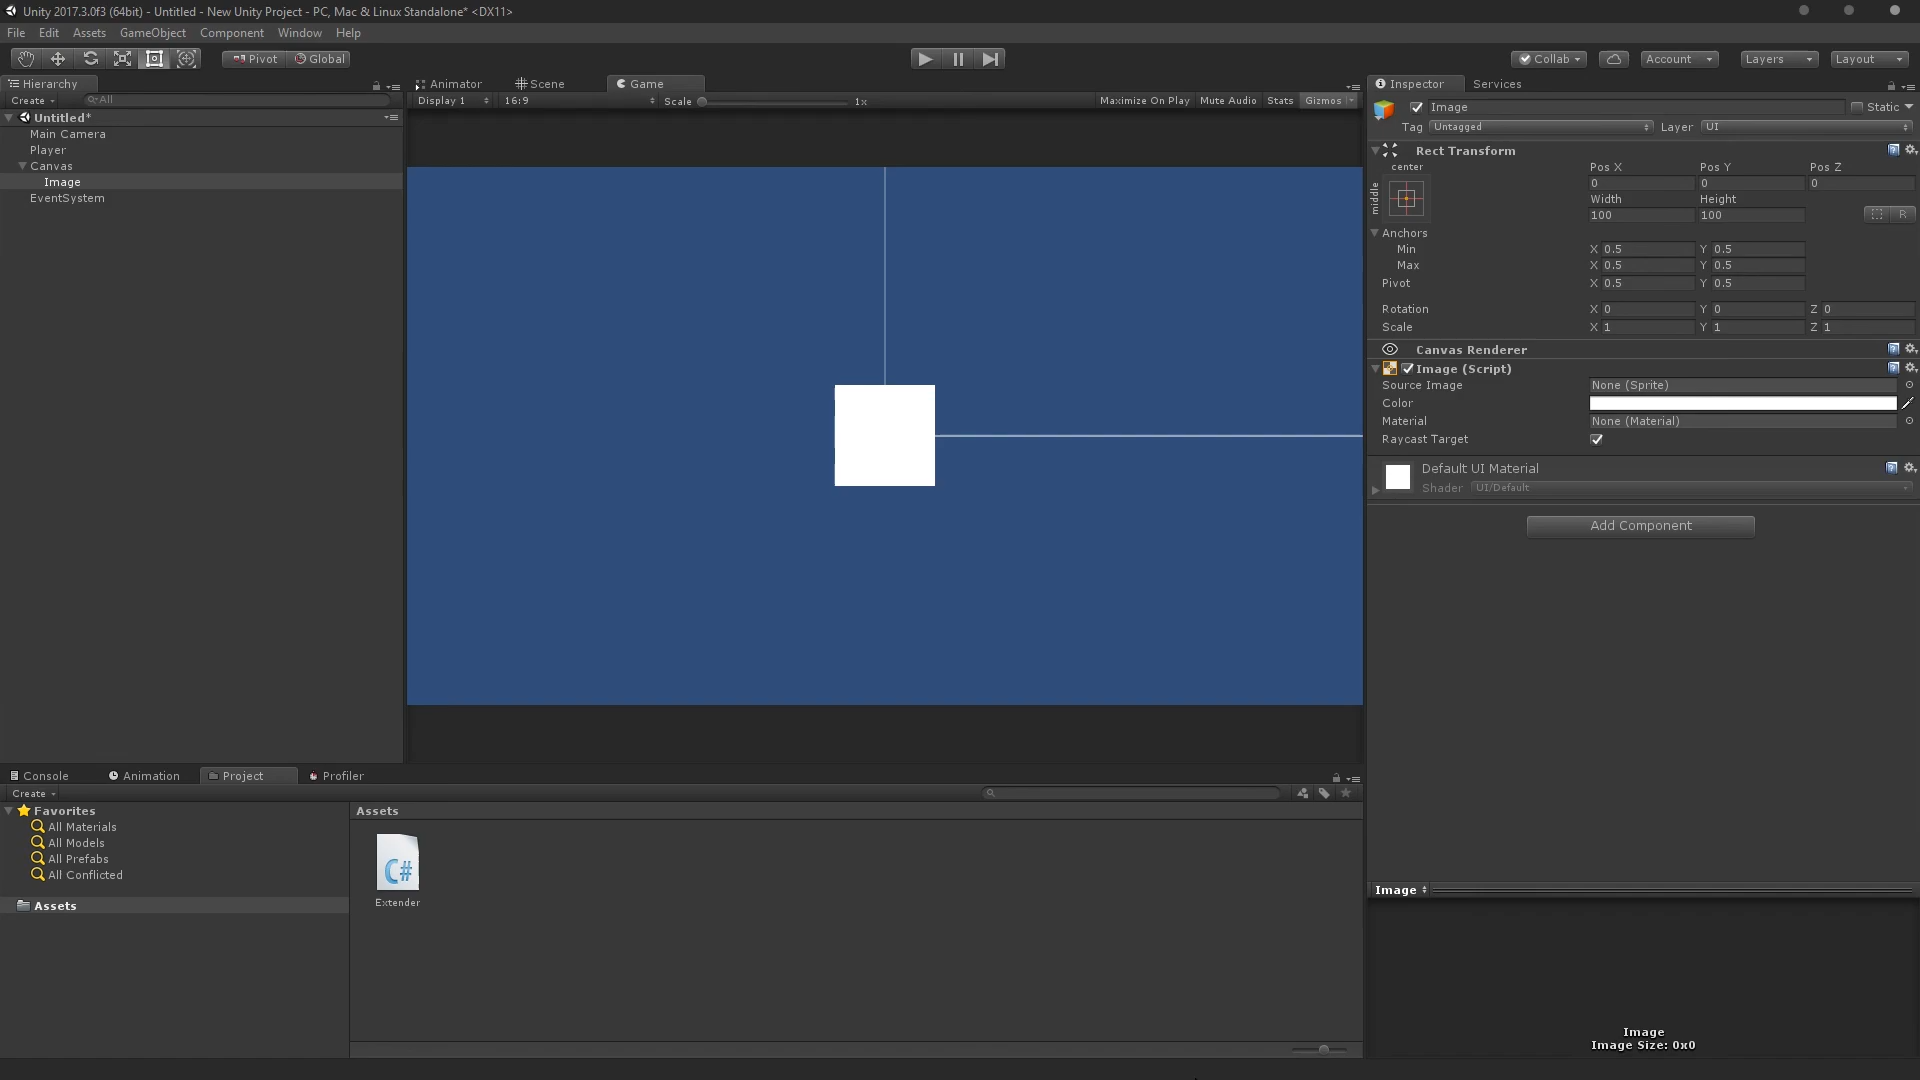 Unity 2017.3.0f3 (64bit) - Untitled - New Unity Project - PC, Mac & Linux Standalone* <DX11>
File Edit Assets GameObject Component Window Help
Pivot Global Collab Account Layers Layout
Hierarchy
Create All
Untitled*
Main Camera
Player
Canvas
Image
EventSystem
Animator Scene Game
Display 1 16:9 Scale 1x Maximize On Play Mute Audio Stats Gizmos
Inspector Services
Image Static
Tag Untagged Layer UI
Rect Transform
center
middle
Pos X Pos Y Pos Z
0 0 0
Width Height
100 100 R
Anchors
Min X 0.5 Y 0.5
Max X 0.5 Y 0.5
Pivot X 0.5 Y 0.5
Rotation X 0 Y 0 Z 0
Scale X 1 Y 1 Z 1
Canvas Renderer
Image (Script)
Source Image None (Sprite)
Color
Material None (Material)
Raycast Target
Default UI Material
Shader UI/Default
Add Component
Console Animation Project Profiler
Create
Favorites
All Materials
All Models
All Prefabs
All Conflicted
Assets
Assets
C#
Extender
Image
Image
Image Size: 0x0